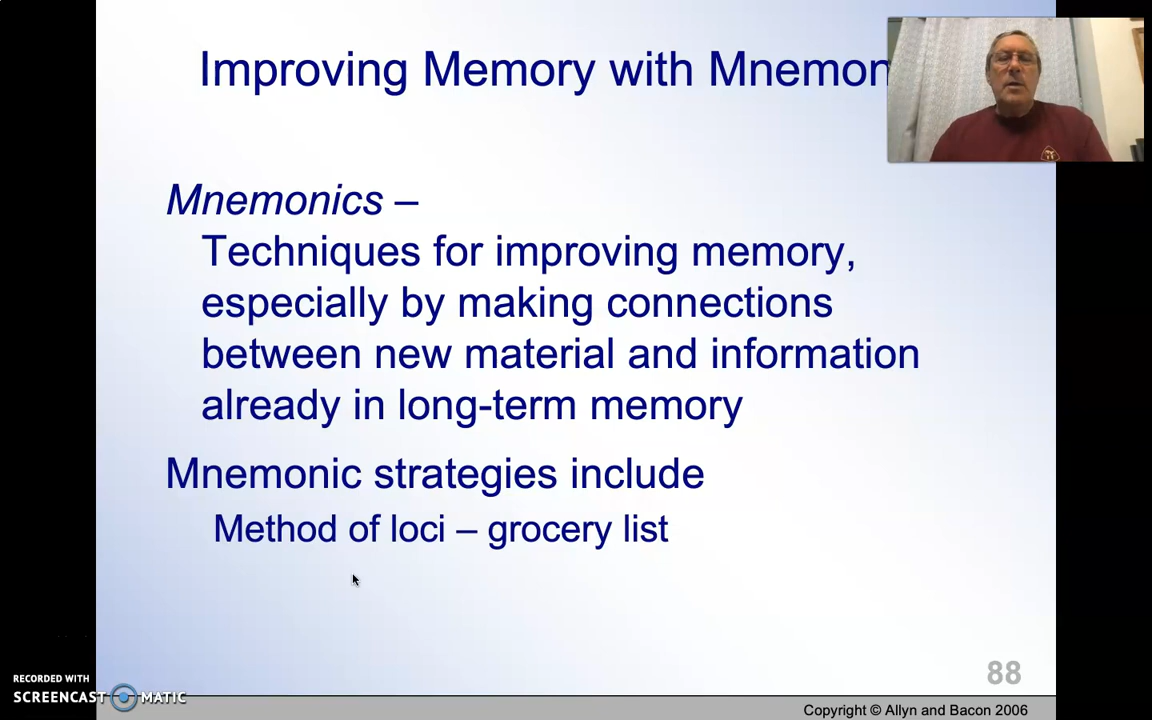 Improving Memory with Mnemon
Mnemonics –
Techniques for improving memory,
especially by making connections
between new material and information
already in long-term memory
Mnemonic strategies include
Method of loci – grocery list
88
RECORDED WITH
SCREENCAST MATIC
Copyright © Allyn and Bacon 2006